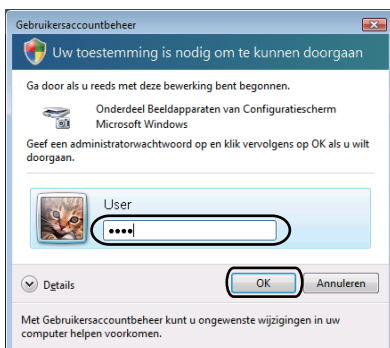 Gebruikersaccountbeheer
Uw toestemming is nodig om te kunnen doorgaan
Ga door als u reeds met deze bewerking bent begonnen.
Onderdeel Beeldapparaten van Configuratiescherm
Microsoft Windows
Geef een administratorwachtwoord op en klik vervolgens op OK als u wilt
doorgaan.
User
••••
Details
OK
Annuleren
Met Gebruikersaccountbeheer kunt u ongewenste wijzigingen in uw
computer helpen voorkomen.